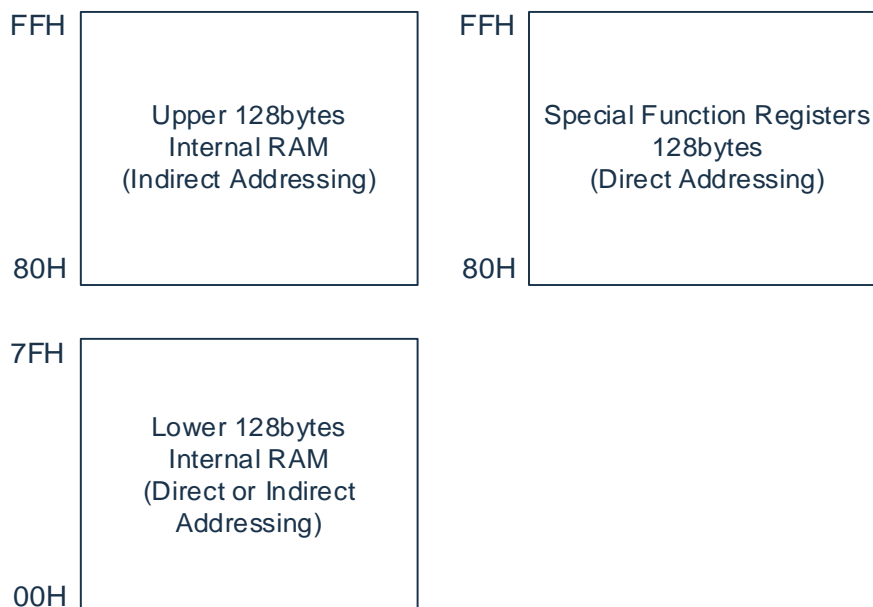 FFH
Upper 128bytes
Internal RAM
(Indirect Addressing)
80H
FFH
Special Function Registers
128bytes
(Direct Addressing)
80H
7FH
Lower 128bytes
Internal RAM
(Direct or Indirect
Addressing)
00H